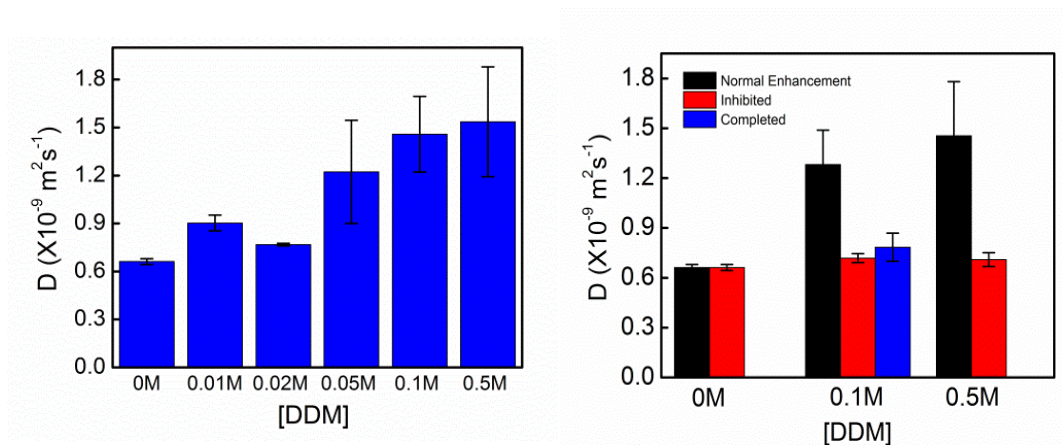 D (X10⁻⁹ m²s⁻¹)
1.8
1.5
1.2
0.9
0.6
0.3
0.0
0M 0.01M 0.02M 0.05M 0.1M 0.5M
[DDM]
D (X10⁻⁹ m²s⁻¹)
1.8
1.5
1.2
0.9
0.6
0.3
0.0
Normal Enhancement
Inhibited
Completed
0M 0.1M 0.5M
[DDM]